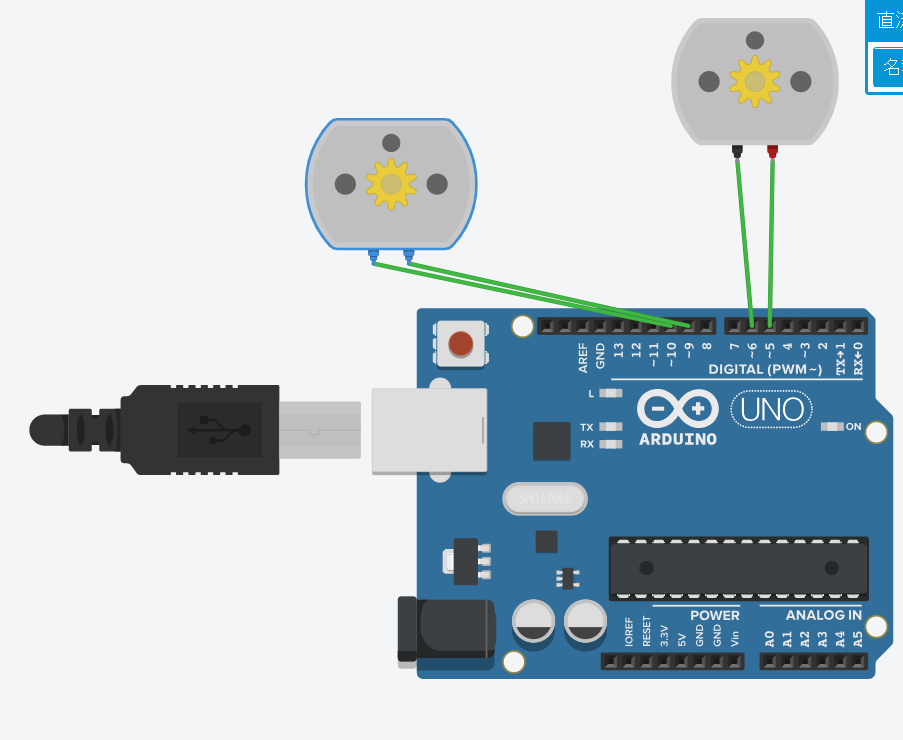 直
名
AREF
GND
13
12
~11
~10
~9
8
7
~6
~5
4
~3
2
TX→1
RX←0
DIGITAL (PWM~)
L
TX
RX
ARDUINO
UNO
ON
SPK16.000G
POWER
ANALOG IN
IOREF
RESET
3.3V
5V
GND
GND
Vin
A0
A1
A2
A3
A4
A5